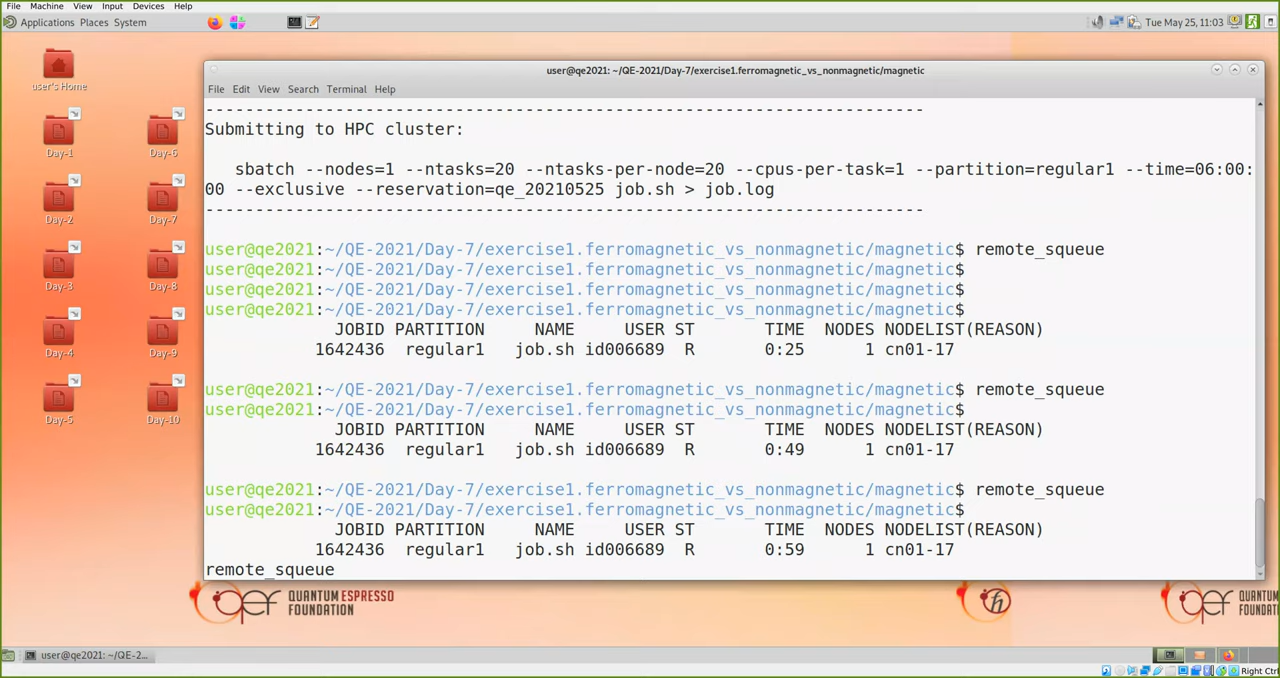 File Machine View Input Devices Help
Applications Places System
Tue May 25, 11:03
user's Home
Day-1
Day-6
Day-2
Day-7
Day-3
Day-8
Day-4
Day-9
Day-5
Day-10
user@qe2021: ~/QE-2021/Day-7/exercise1.ferromagnetic_vs_nonmagnetic/magnetic
File Edit View Search Terminal Help
------------------------------------------------------------------------
Submitting to HPC cluster:
sbatch --nodes=1 --ntasks=20 --ntasks-per-node=20 --cpus-per-task=1 --partition=regular1 --time=06:00:
00 --exclusive --reservation=qe_20210525 job.sh > job.log
------------------------------------------------------------------------
user@qe2021:~/QE-2021/Day-7/exercise1.ferromagnetic_vs_nonmagnetic/magnetic$ remote_squeue
user@qe2021:~/QE-2021/Day-7/exercise1.ferromagnetic_vs_nonmagnetic/magnetic$
user@qe2021:~/QE-2021/Day-7/exercise1.ferromagnetic_vs_nonmagnetic/magnetic$
user@qe2021:~/QE-2021/Day-7/exercise1.ferromagnetic_vs_nonmagnetic/magnetic$
JOBID PARTITION NAME USER ST TIME NODES NODELIST(REASON)
1642436 regular1 job.sh id006689 R 0:25 1 cn01-17
user@qe2021:~/QE-2021/Day-7/exercise1.ferromagnetic_vs_nonmagnetic/magnetic$ remote_squeue
user@qe2021:~/QE-2021/Day-7/exercise1.ferromagnetic_vs_nonmagnetic/magnetic$
JOBID PARTITION NAME USER ST TIME NODES NODELIST(REASON)
1642436 regular1 job.sh id006689 R 0:49 1 cn01-17
user@qe2021:~/QE-2021/Day-7/exercise1.ferromagnetic_vs_nonmagnetic/magnetic$ remote_squeue
user@qe2021:~/QE-2021/Day-7/exercise1.ferromagnetic_vs_nonmagnetic/magnetic$
JOBID PARTITION NAME USER ST TIME NODES NODELIST(REASON)
1642436 regular1 job.sh id006689 R 0:59 1 cn01-17
remote_squeue
QUANTUM ESPRESSO
FOUNDATION
QUANTUM
FOUND
user@qe2021: ~/QE-2...
Right Ctrl